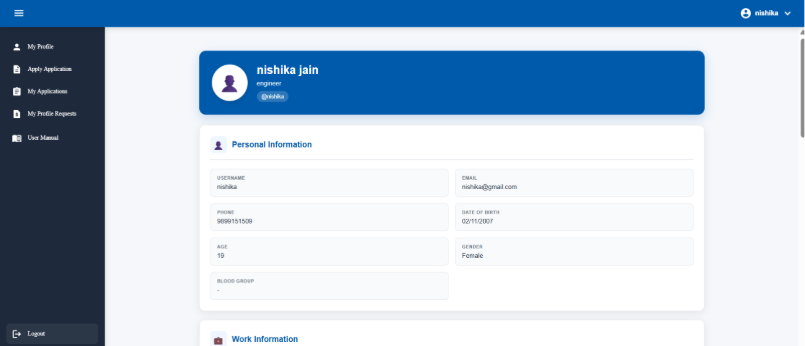 nishika
My Profile
Apply Application
My Applications
My Profile Requests
User Manual
Logout
nishika jain
engineer
@nishika
Personal Information
USERNAME
nishika
EMAIL
nishika@gmail.com
PHONE
9899151509
DATE OF BIRTH
02/11/2007
AGE
19
GENDER
Female
BLOOD GROUP
-
Work Information